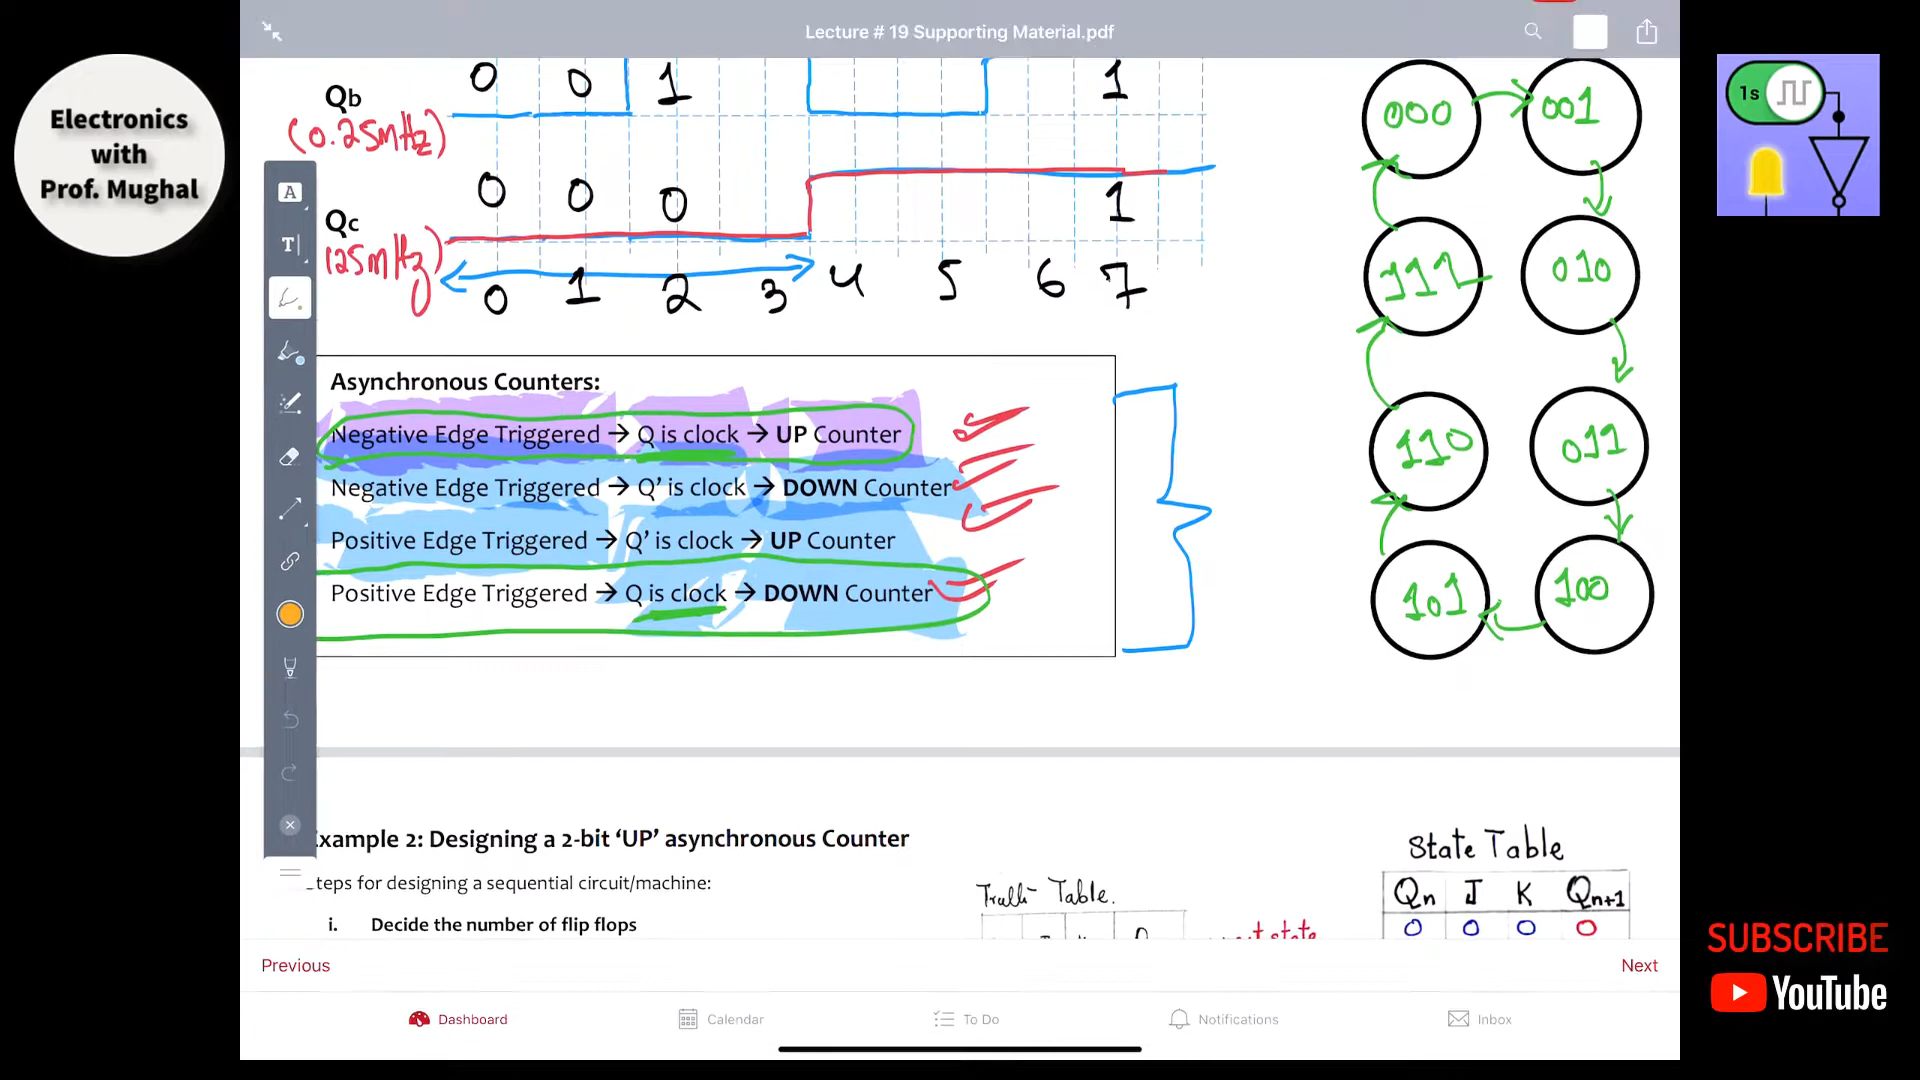 Lecture # 19 Supporting Material.pdf
Electronics
with
Prof. Mughal
1s
Qb
0 0 1 1
(0.25mHz)
0 0 0 1
Qc
125mHz)
0 1 2 3 4 5 6 7
000 001
111 010
110 011
101 100
A
T
Asynchronous Counters:
Negative Edge Triggered → Q is clock → UP Counter
Negative Edge Triggered → Q' is clock → DOWN Counter
Positive Edge Triggered → Q' is clock → UP Counter
Positive Edge Triggered → Q is clock → DOWN Counter
xample 2: Designing a 2-bit ‘UP’ asynchronous Counter
teps for designing a sequential circuit/machine:
i. Decide the number of flip flops
Truth Table.
State Table
Qn J K Qn+1
0 0 0 0
state
Previous
Next
Dashboard
Calendar
To Do
Notifications
Inbox
SUBSCRIBE
YouTube